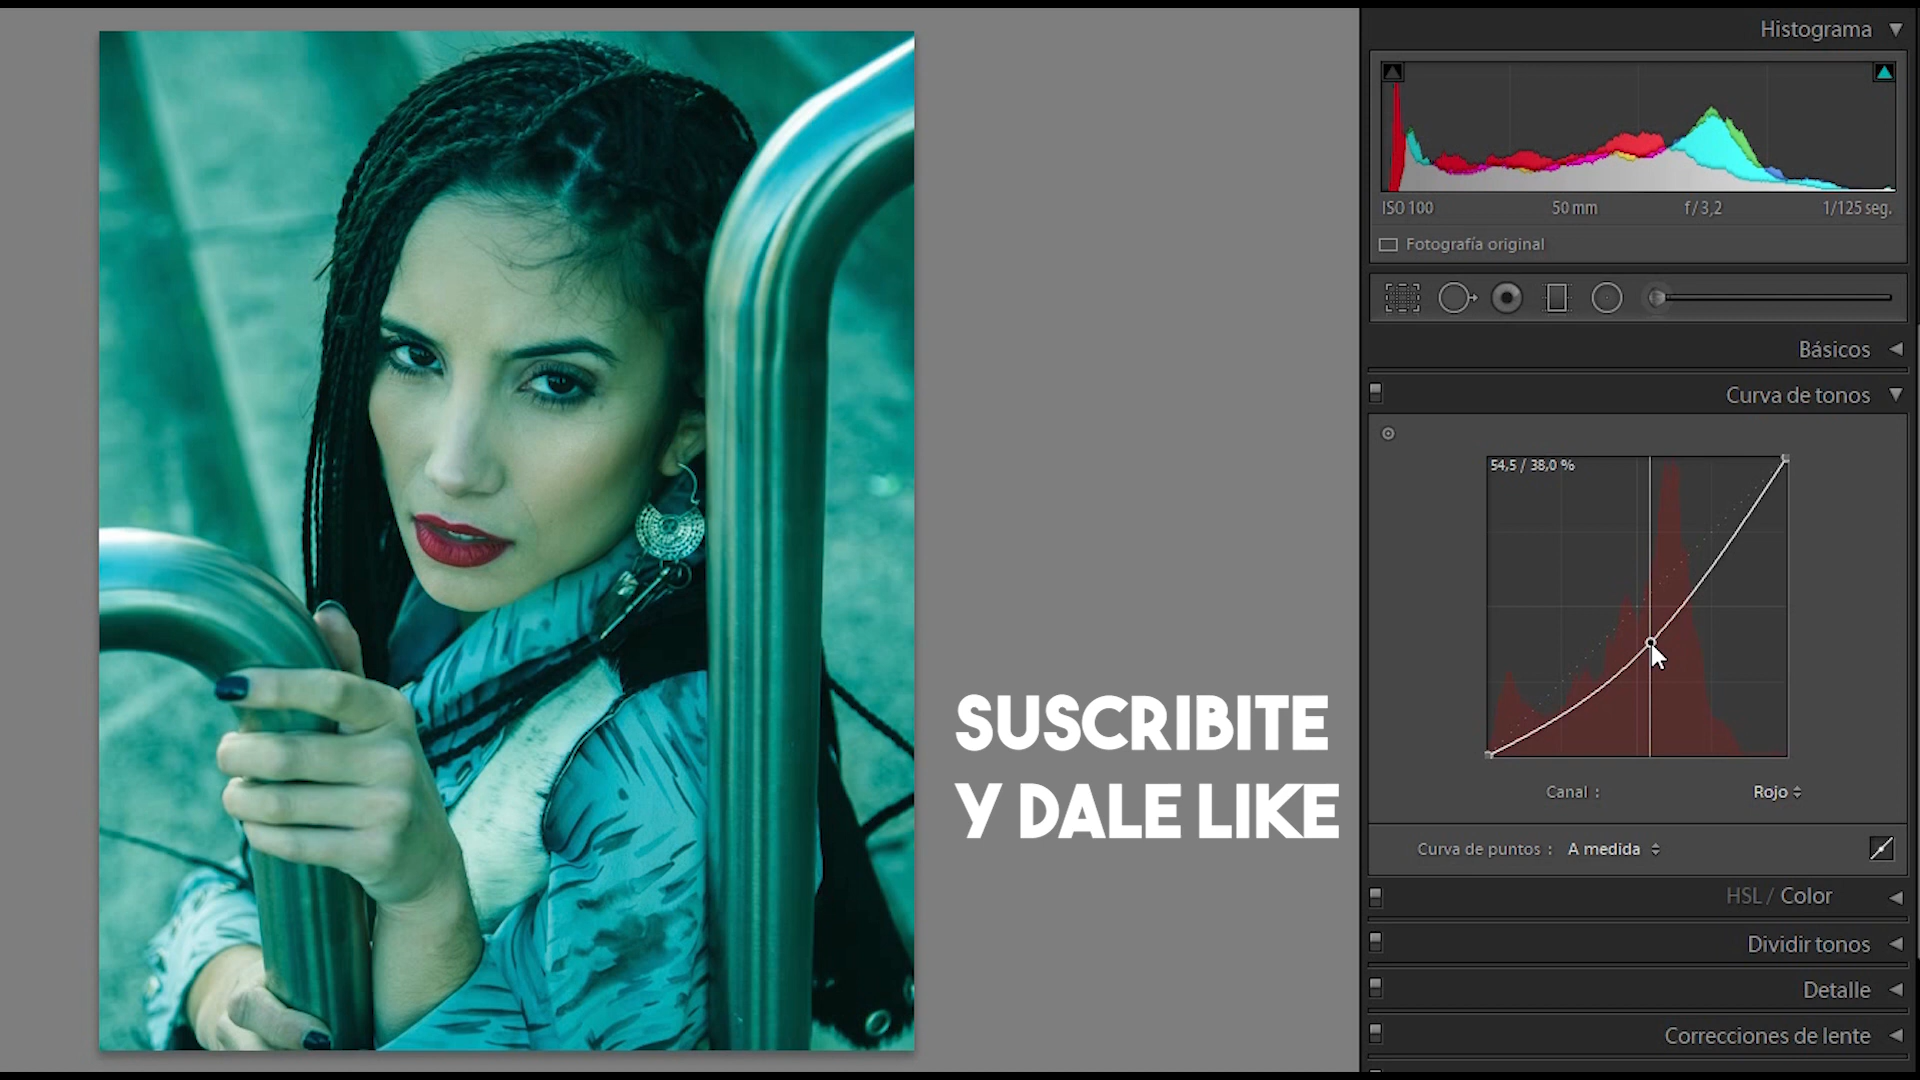 Histograma
ISO 100 50 mm f / 3,2 1/125 seg.
Fotografía original
Básicos
Curva de tonos
54,5 / 38,0 %
Canal : Rojo
Curva de puntos : A medida
HSL / Color
Dividir tonos
Detalle
Correcciones de lente
SUSCRIBITE
Y DALE LIKE